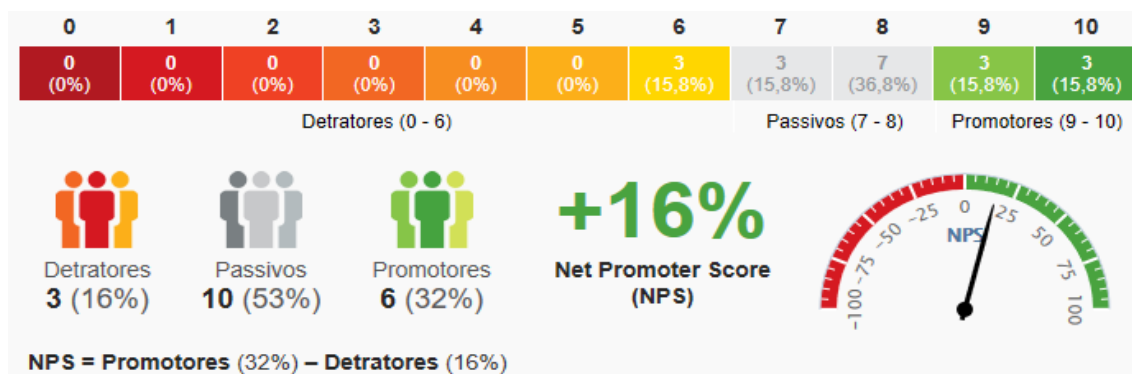 0 1 2 3 4 5 6 7 8 9 10
0 0 0 0 0 0 3 3 7 3 3
(0%) (0%) (0%) (0%) (0%) (0%) (15,8%) (15,8%) (36,8%) (15,8%) (15,8%)
Detratores (0 - 6) Passivos (7 - 8) Promotores (9 - 10)
Detratores Passivos Promotores
3 (16%) 10 (53%) 6 (32%)
+16%
Net Promoter Score
(NPS)
-100 -75 -50 -25 0 25 50 75 100
NPS
NPS = Promotores (32%) – Detratores (16%)